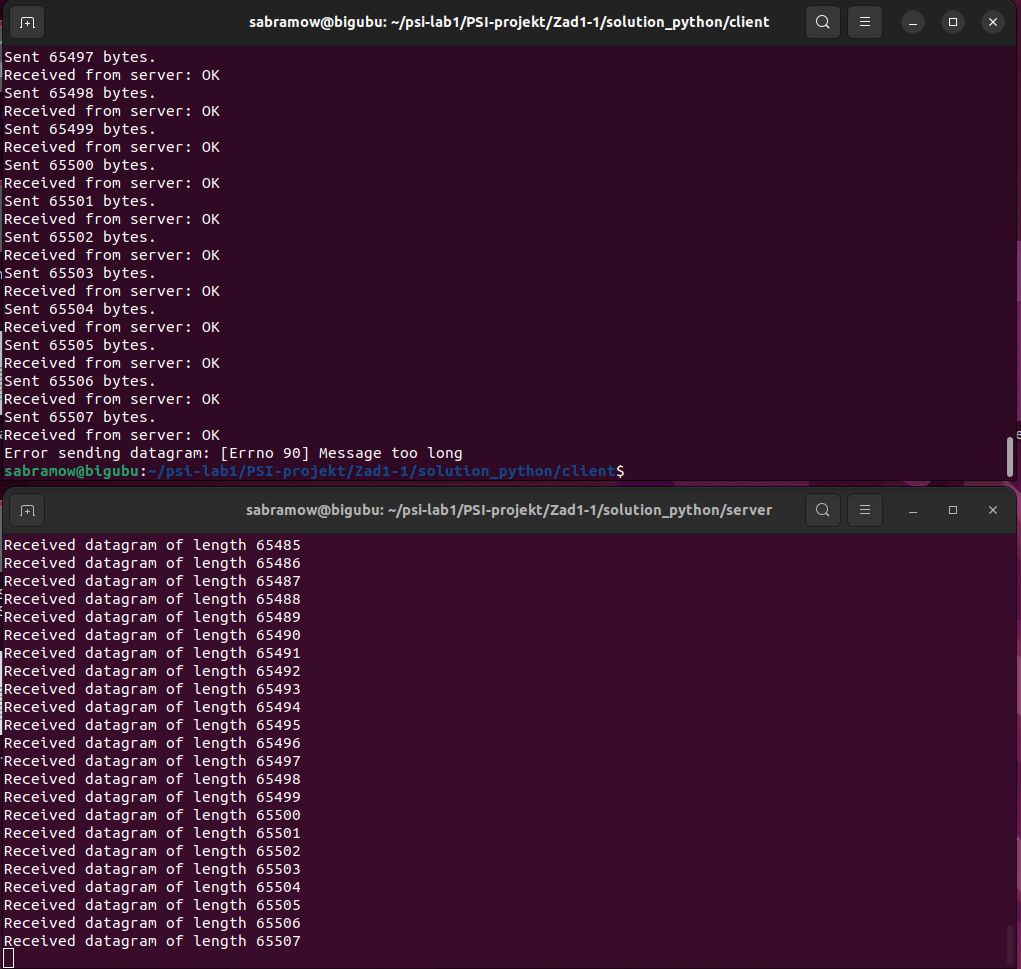 sabramow@bigubu: ~/psi-lab1/PSI-projekt/Zad1-1/solution_python/client
Sent 65497 bytes.
Received from server: OK
Sent 65498 bytes.
Received from server: OK
Sent 65499 bytes.
Received from server: OK
Sent 65500 bytes.
Received from server: OK
Sent 65501 bytes.
Received from server: OK
Sent 65502 bytes.
Received from server: OK
Sent 65503 bytes.
Received from server: OK
Sent 65504 bytes.
Received from server: OK
Sent 65505 bytes.
Received from server: OK
Sent 65506 bytes.
Received from server: OK
Sent 65507 bytes.
Received from server: OK
Error sending datagram: [Errno 90] Message too long
sabramow@bigubu:~/psi-lab1/PSI-projekt/Zad1-1/solution_python/client$
sabramow@bigubu: ~/psi-lab1/PSI-projekt/Zad1-1/solution_python/server
Received datagram of length 65485
Received datagram of length 65486
Received datagram of length 65487
Received datagram of length 65488
Received datagram of length 65489
Received datagram of length 65490
Received datagram of length 65491
Received datagram of length 65492
Received datagram of length 65493
Received datagram of length 65494
Received datagram of length 65495
Received datagram of length 65496
Received datagram of length 65497
Received datagram of length 65498
Received datagram of length 65499
Received datagram of length 65500
Received datagram of length 65501
Received datagram of length 65502
Received datagram of length 65503
Received datagram of length 65504
Received datagram of length 65505
Received datagram of length 65506
Received datagram of length 65507